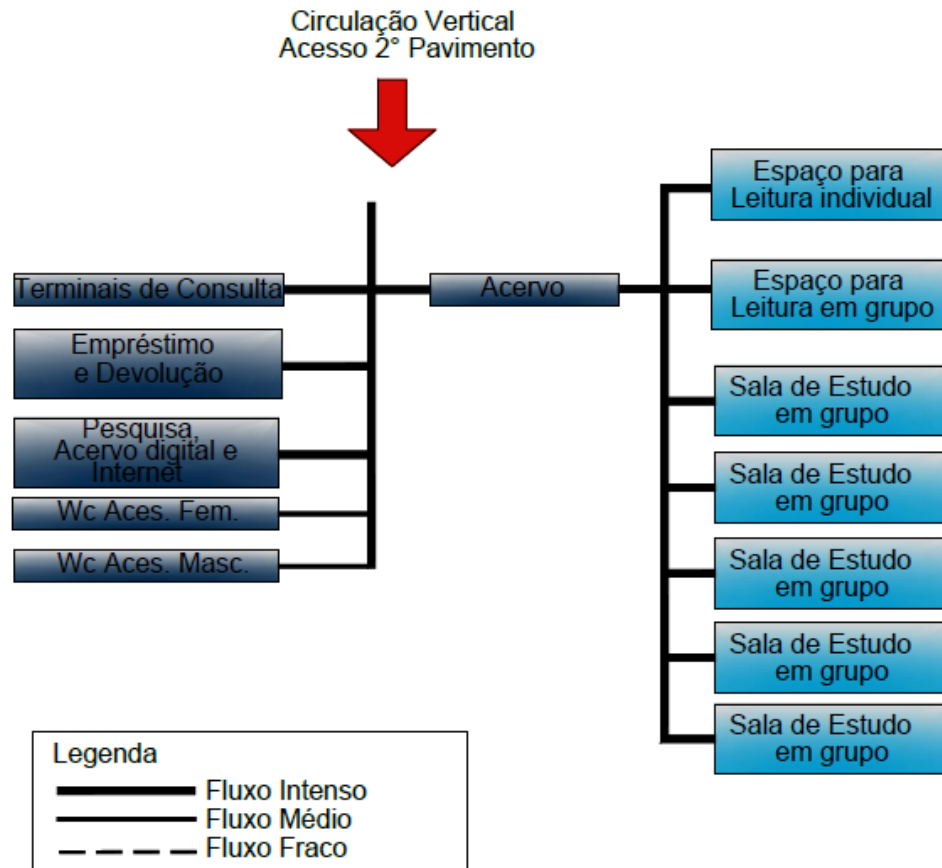 Circulação Vertical
Acesso 2° Pavimento
Terminais de Consulta
Empréstimo
e Devolução
Pesquisa,
Acervo digital e
Internet
Wc Aces. Fem.
Wc Aces. Masc.
Acervo
Espaço para
Leitura individual
Espaço para
Leitura em grupo
Sala de Estudo
em grupo
Sala de Estudo
em grupo
Sala de Estudo
em grupo
Sala de Estudo
em grupo
Sala de Estudo
em grupo
Legenda
Fluxo Intenso
Fluxo Médio
Fluxo Fraco